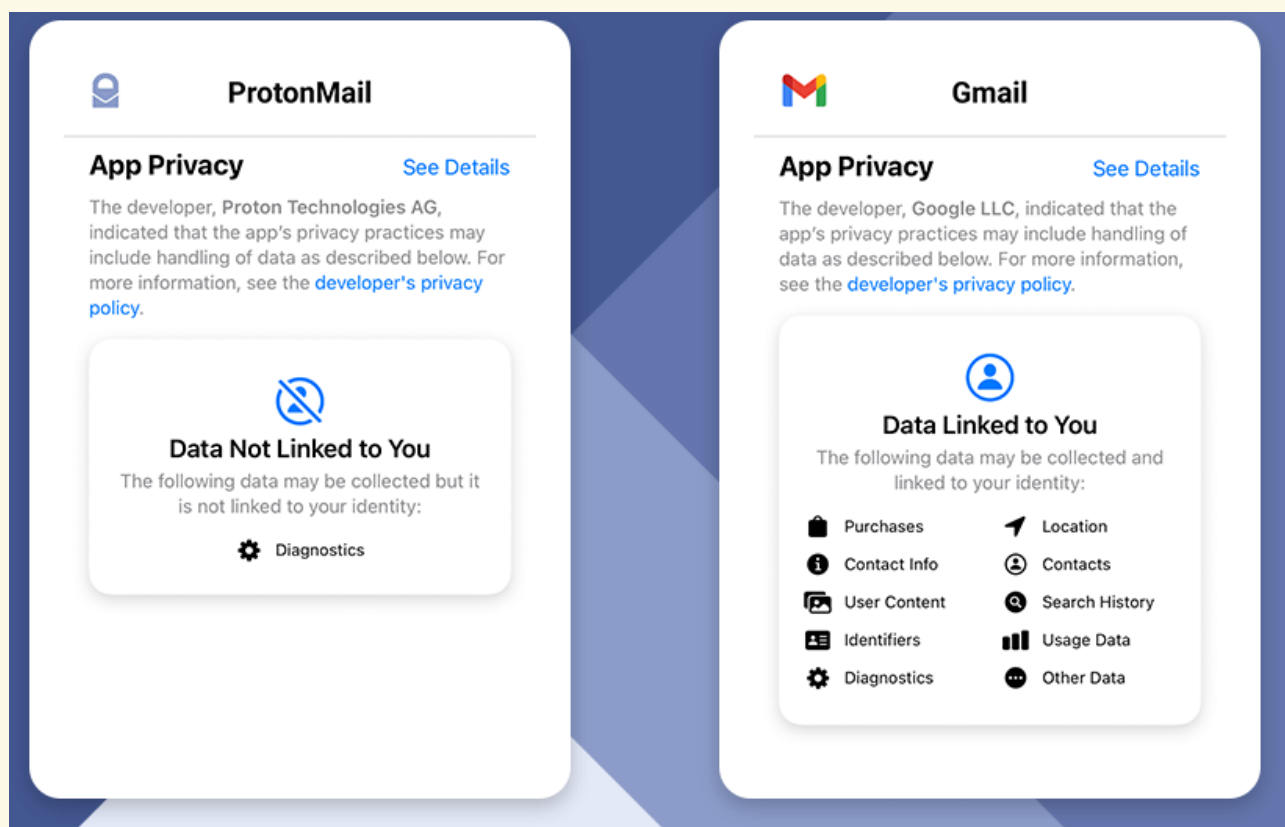 ProtonMail
App Privacy
See Details
The developer, Proton Technologies AG,
indicated that the app's privacy practices may
include handling of data as described below. For
more information, see the developer's privacy
policy.
Data Not Linked to You
The following data may be collected but it
is not linked to your identity:
Diagnostics
Gmail
App Privacy
See Details
The developer, Google LLC, indicated that the
app's privacy practices may include handling of
data as described below. For more information,
see the developer's privacy policy.
Data Linked to You
The following data may be collected and
linked to your identity:
Purchases
Location
Contact Info
Contacts
User Content
Search History
Identifiers
Usage Data
Diagnostics
Other Data